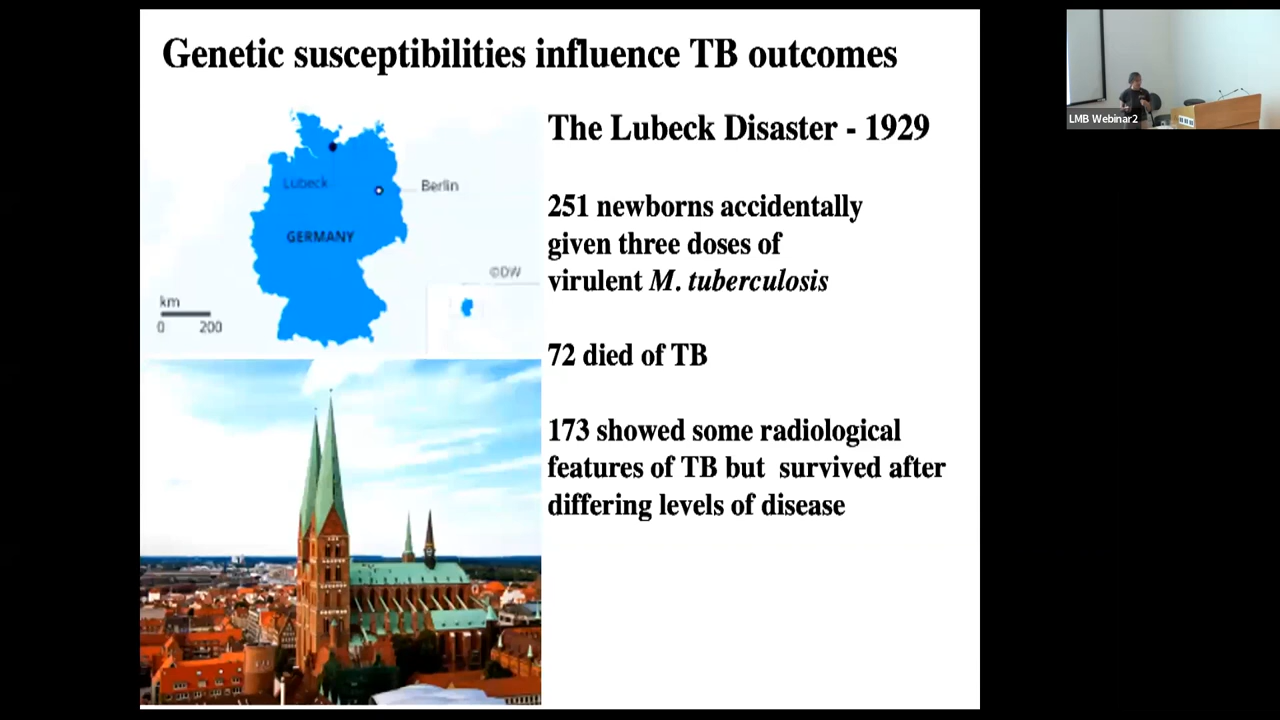 Genetic susceptibilities influence TB outcomes
Lubeck
Berlin
GERMANY
©DW
km
0 200
The Lubeck Disaster - 1929
251 newborns accidentally
given three doses of
virulent M. tuberculosis
72 died of TB
173 showed some radiological
features of TB but survived after
differing levels of disease
LMB Webinar2